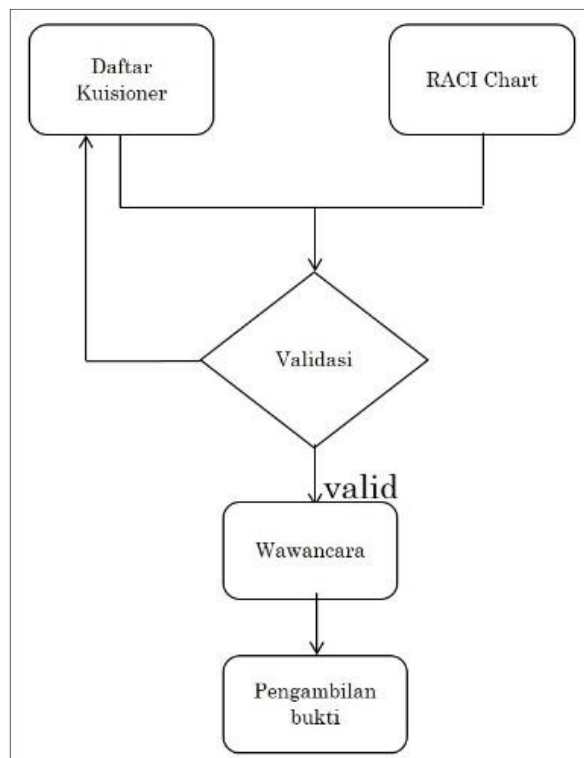 Daftar
Kuisioner
RACI Chart
Validasi
valid
Wawancara
Pengambilan
bukti